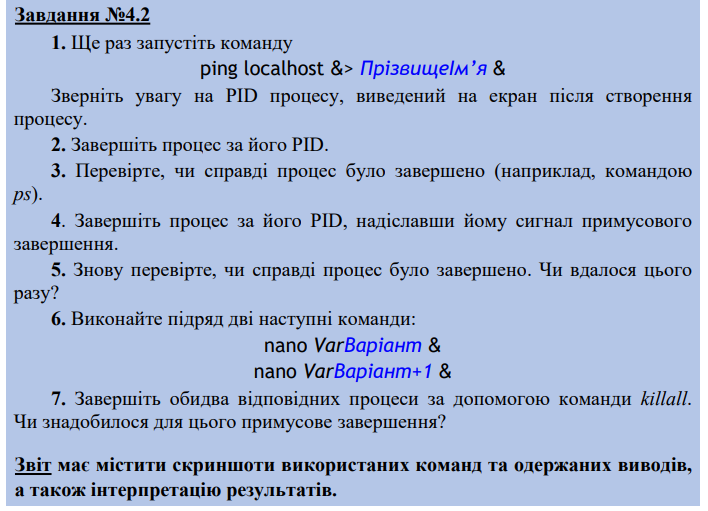 Завдання №4.2
1. Ще раз запустіть команду
ping localhost &> ПрізвищеІм’я &
Зверніть увагу на PID процесу, виведений на екран після створення
процесу.
2. Завершіть процес за його PID.
3. Перевірте, чи справді процес було завершено (наприклад, командою
ps).
4. Завершіть процес за його PID, надіславши йому сигнал примусового
завершення.
5. Знову перевірте, чи справді процес було завершено. Чи вдалося цього
разу?
6. Виконайте підряд дві наступні команди:
nano VarВаріант &
nano VarВаріант+1 &
7. Завершіть обидва відповідних процеси за допомогою команди killall.
Чи знадобилося для цього примусове завершення?
Звіт має містити скриншоти використаних команд та одержаних виводів,
а також інтерпретацію результатів.